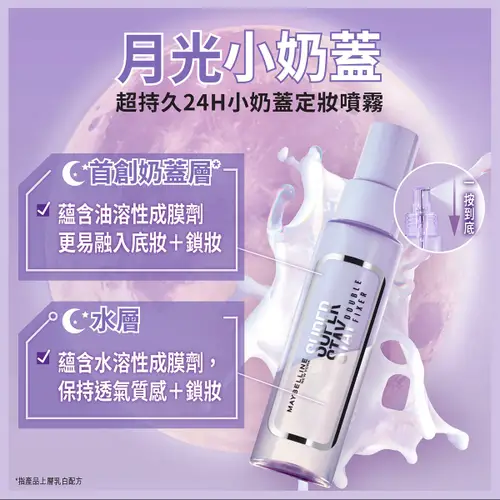 月光小奶蓋
超持久24H小奶蓋定妝噴霧
首創奶蓋層*
蘊含油溶性成膜劑
更易融入底妝+鎖妝
一按到底
水層
蘊含水溶性成膜劑,
保持透氣質感+鎖妝
SUPER
STAY
DOUBLE
FIXER
MAYBELLINE
*指產品上層乳白配方